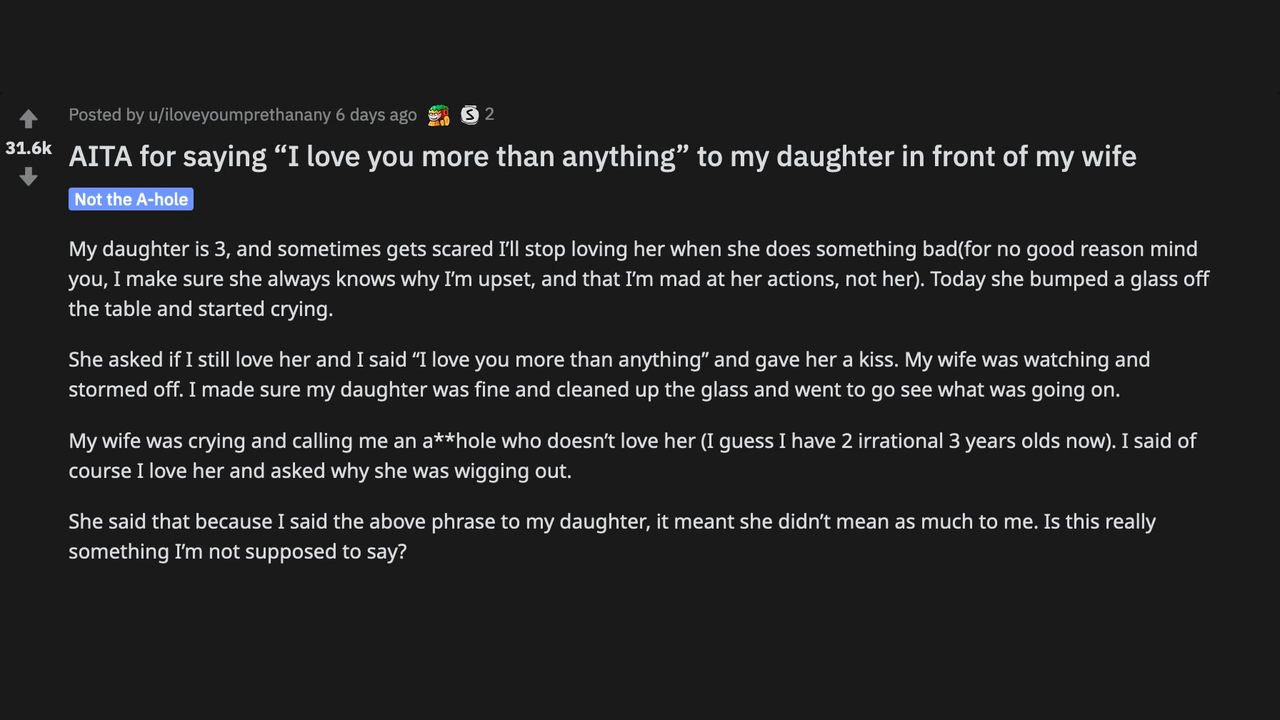 Posted by u/iloveyoumprethanany 6 days ago 2
31.6k
AITA for saying “I love you more than anything” to my daughter in front of my wife
Not the A-hole
My daughter is 3, and sometimes gets scared I’ll stop loving her when she does something bad(for no good reason mind
you, I make sure she always knows why I’m upset, and that I’m mad at her actions, not her). Today she bumped a glass off
the table and started crying.
She asked if I still love her and I said “I love you more than anything” and gave her a kiss. My wife was watching and
stormed off. I made sure my daughter was fine and cleaned up the glass and went to go see what was going on.
My wife was crying and calling me an a**hole who doesn’t love her (I guess I have 2 irrational 3 years olds now). I said of
course I love her and asked why she was wigging out.
She said that because I said the above phrase to my daughter, it meant she didn’t mean as much to me. Is this really
something I’m not supposed to say?